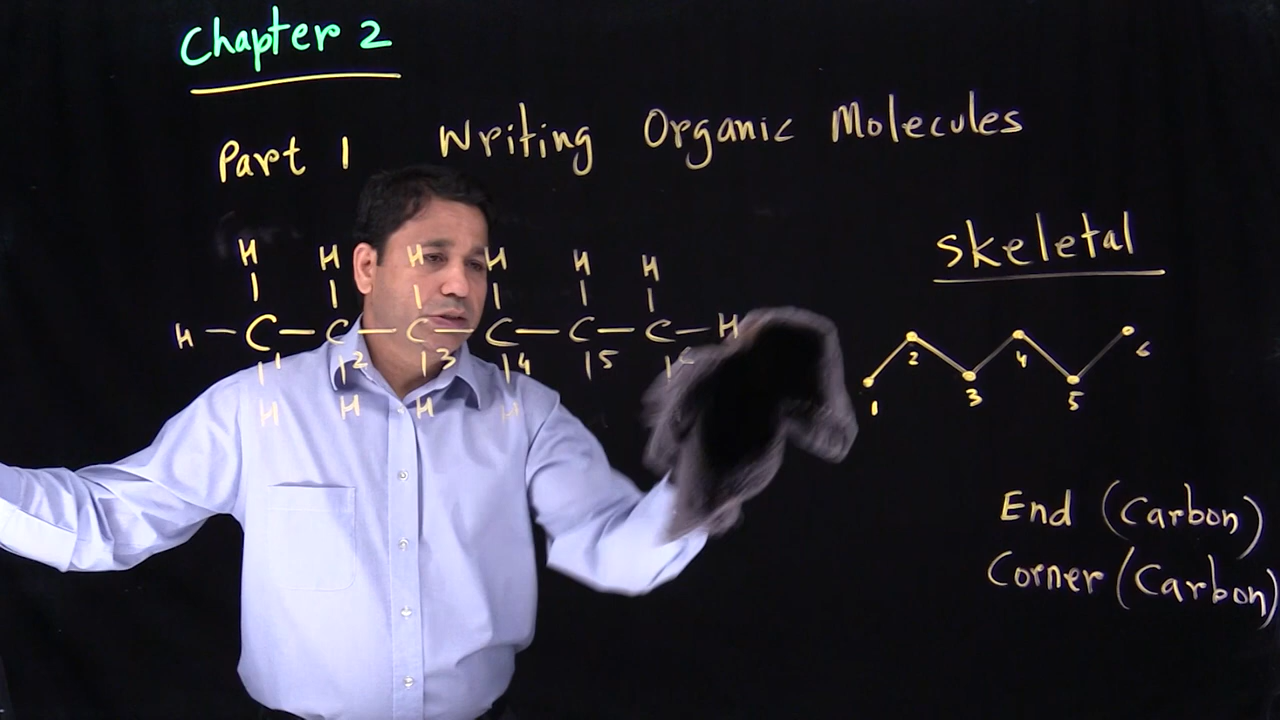 Chapter 2
Part 1 Writing Organic Molecules
skeletal
H H H H H H
H – C – C – C – C – C – C – H
1 2 3 4 5
H H H H
2 4 6
1 3 5
End (Carbon)
Corner (Carbon)